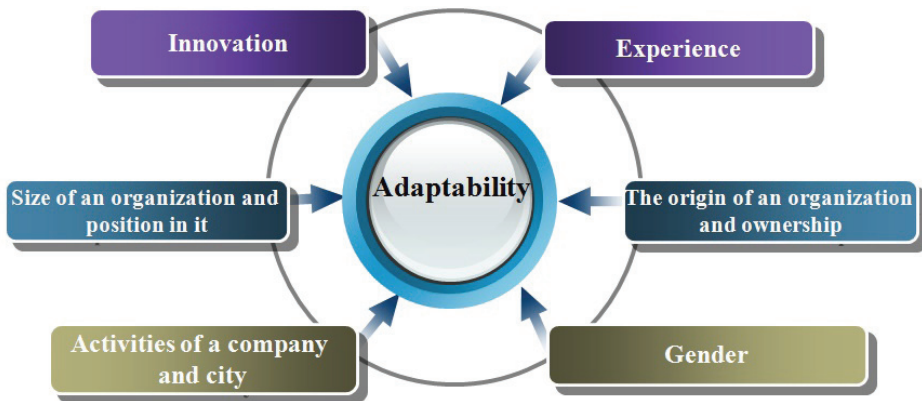 Innovation
Experience
Adaptability
Size of an organization and
position in it
The origin of an organization
and ownership
Activities of a company
and city
Gender